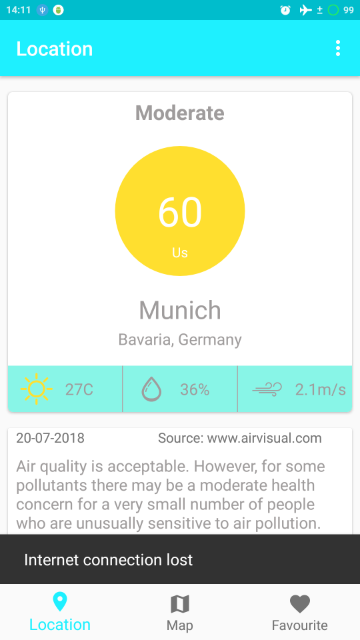 14:11 99
Location
Moderate
60
Us
Munich
Bavaria, Germany
27C 36% 2.1m/s
20-07-2018 Source: www.airvisual.com
Air quality is acceptable. However, for some
pollutants there may be a moderate health
concern for a very small number of people
who are unusually sensitive to air pollution.
Internet connection lost
Location Map Favourite